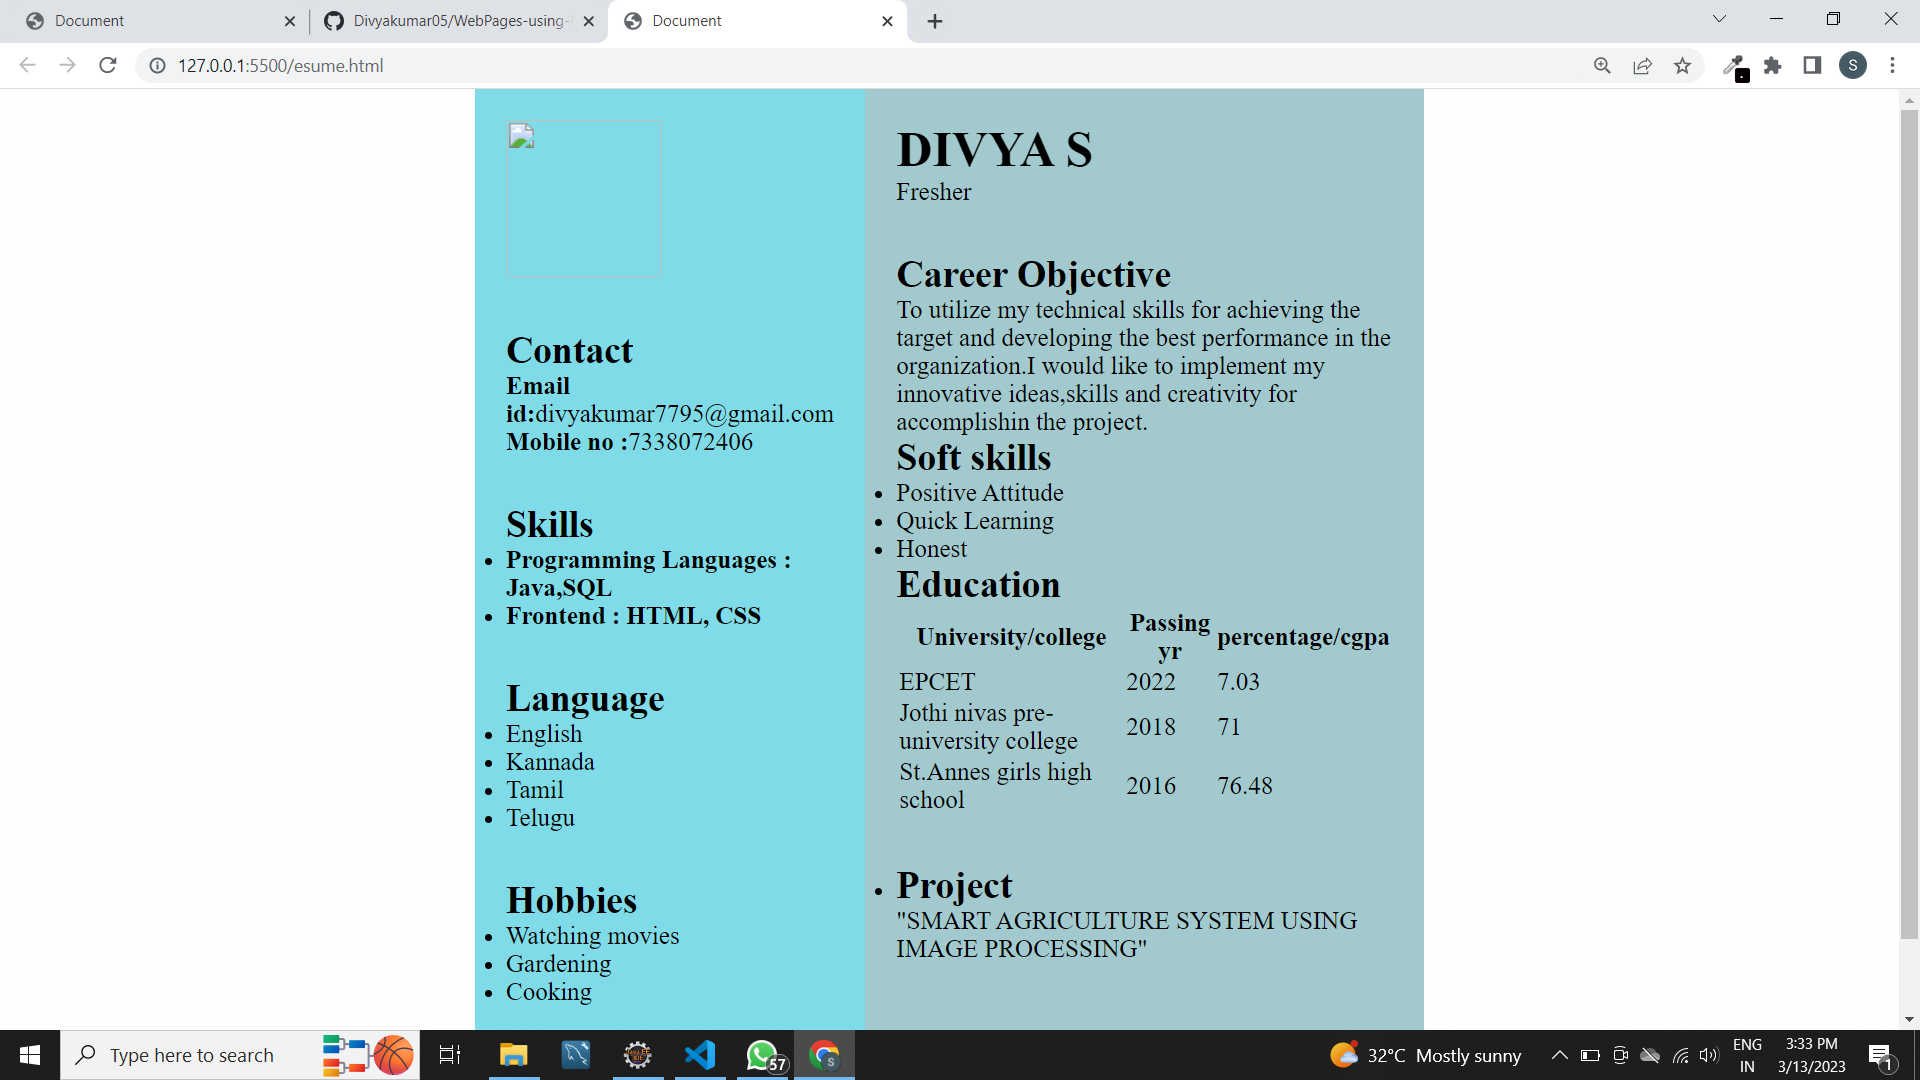 Document
Divyakumar05/WebPages-using-
Document
127.0.0.1:5500/esume.html
S
DIVYA S
Fresher
Career Objective
To utilize my technical skills for achieving the
target and developing the best performance in the
organization.I would like to implement my
innovative ideas,skills and creativity for
accomplishin the project.
Soft skills
Positive Attitude
Quick Learning
Honest
Education
University/college Passing yr percentage/cgpa
EPCET 2022 7.03
Jothi nivas pre-
university college 2018 71
St.Annes girls high
school 2016 76.48
Project
"SMART AGRICULTURE SYSTEM USING
IMAGE PROCESSING"
Contact
Email
id:divyakumar7795@gmail.com
Mobile no :7338072406
Skills
Programming Languages :
Java,SQL
Frontend : HTML, CSS
Language
English
Kannada
Tamil
Telugu
Hobbies
Watching movies
Gardening
Cooking
Type here to search
57
S
32°C Mostly sunny
ENG
IN
3:33 PM
3/13/2023
1